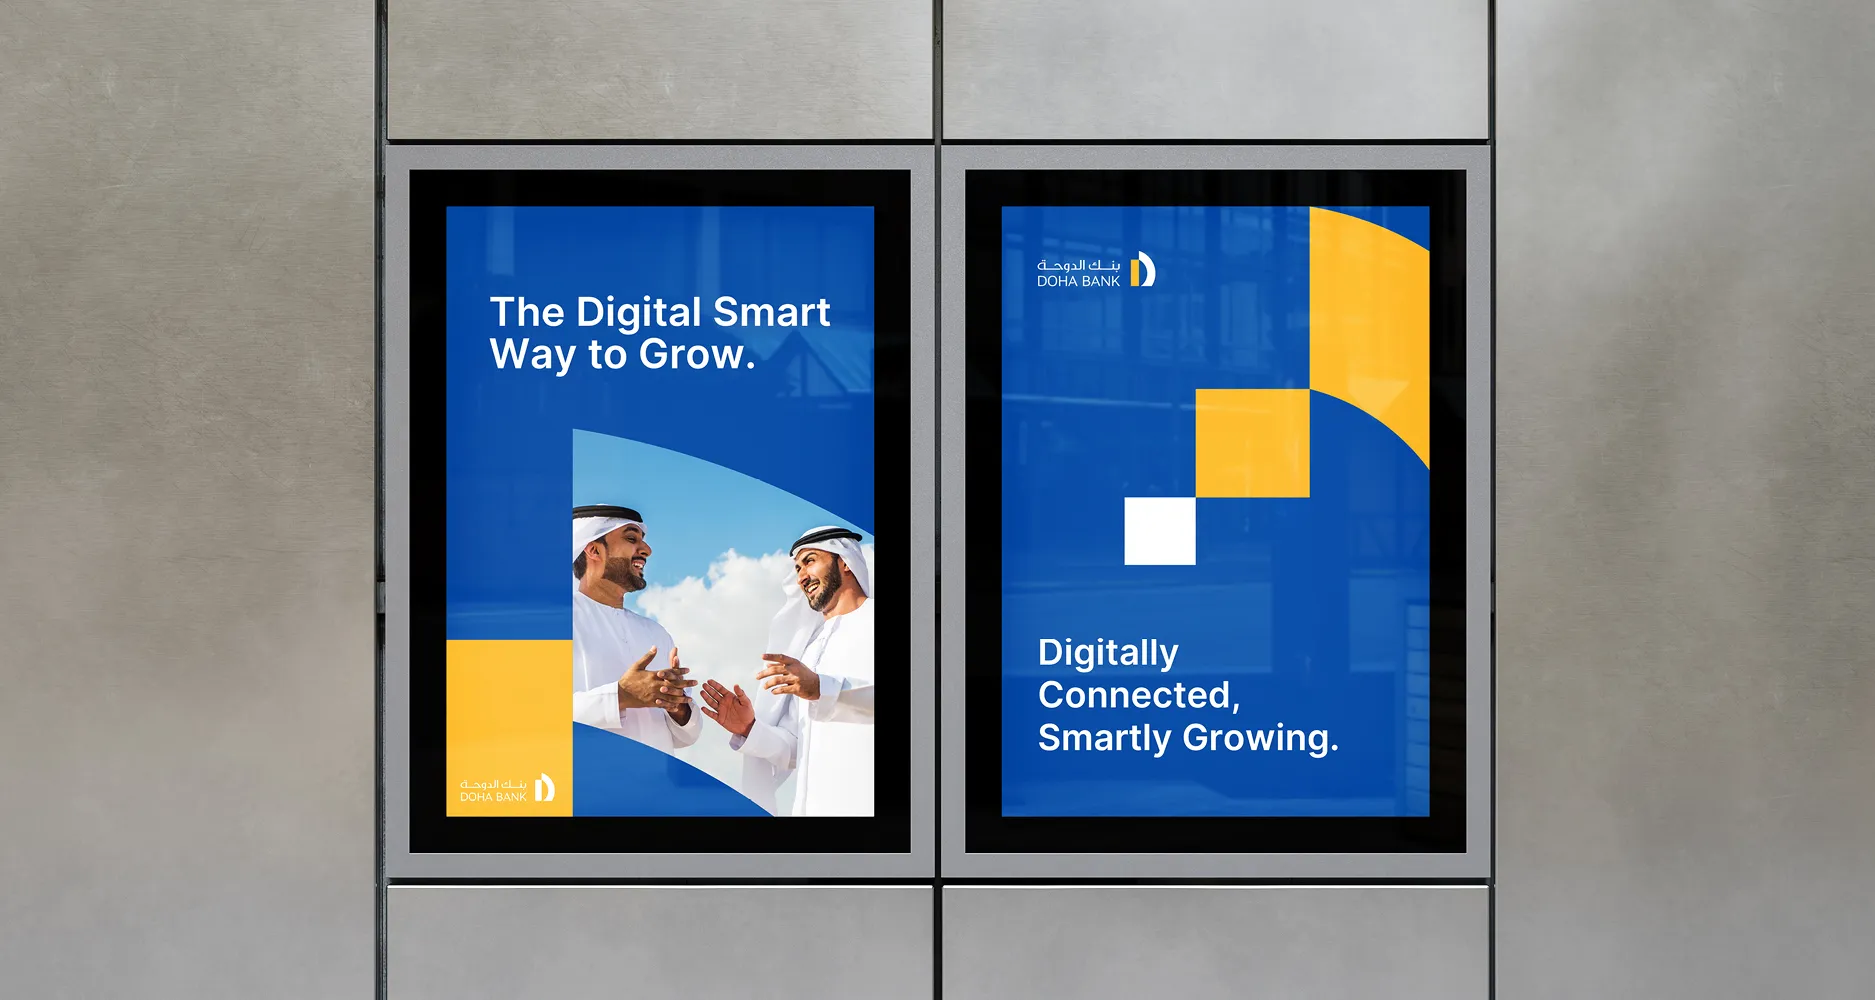 The Digital Smart
Way to Grow.
بنك الدوحة
DOHA BANK
بنك الدوحة
DOHA BANK
Digitally
Connected,
Smartly Growing.